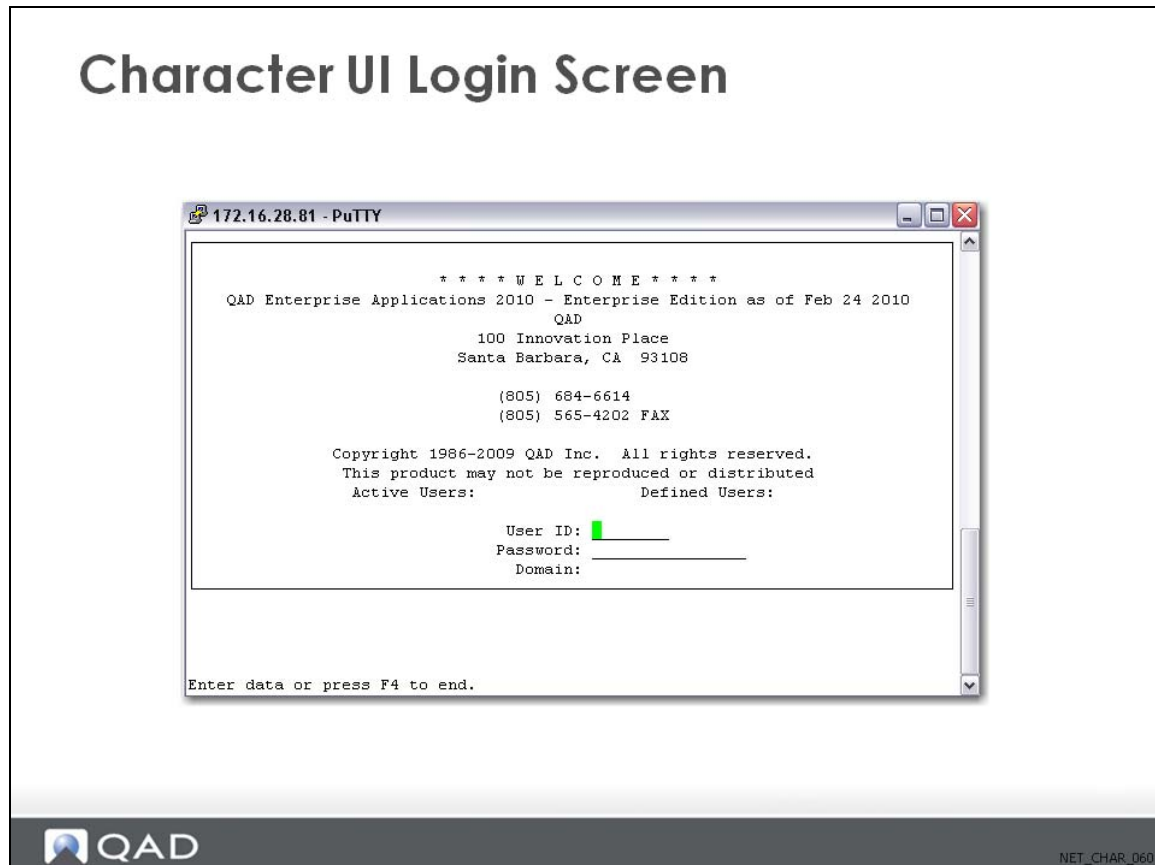 Character UI Login Screen
172.16.28.81 - PuTTY
* * * * W E L C O M E * * * *
QAD Enterprise Applications 2010 - Enterprise Edition as of Feb 24 2010
QAD
100 Innovation Place
Santa Barbara, CA  93108
(805) 684-6614
(805) 565-4202 FAX
Copyright 1986-2009 QAD Inc.  All rights reserved.
This product may not be reproduced or distributed
Active Users: Defined Users:
User ID:
Password:
Domain:
Enter data or press F4 to end.
QAD
NET_CHAR_060